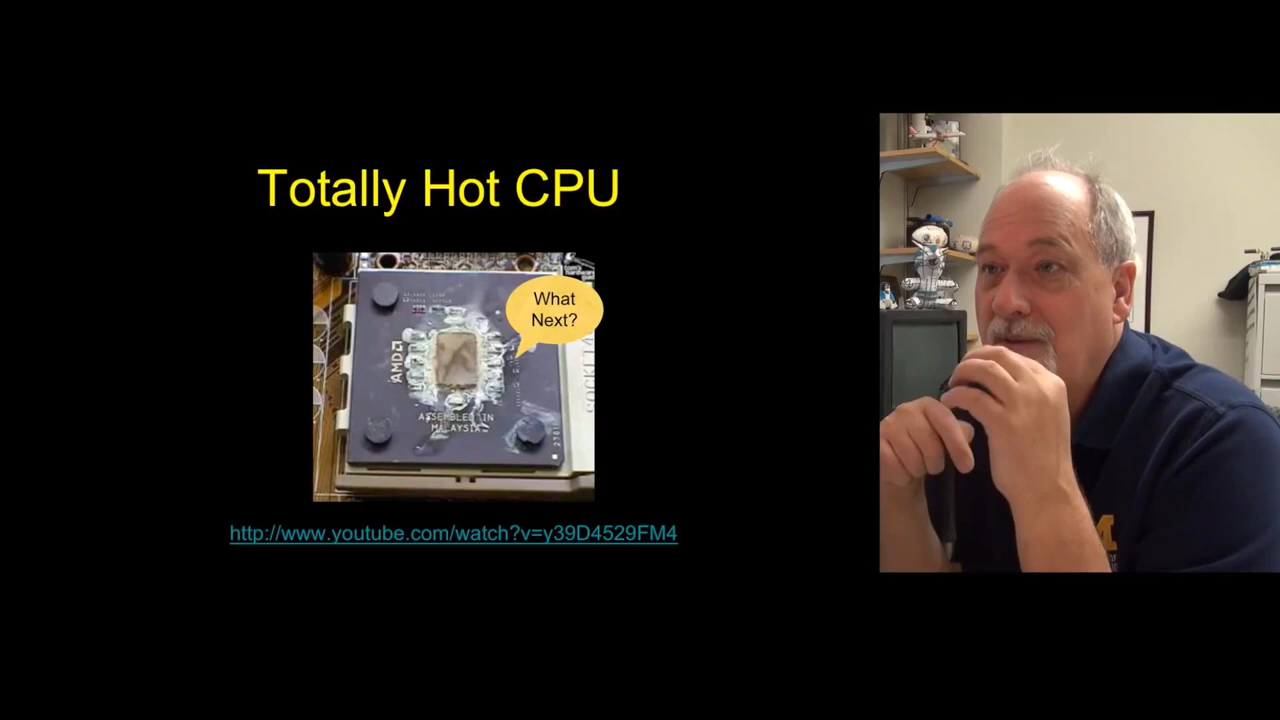 Totally Hot CPU
What
Next?
AMD
ASSEMBLED IN
MALAYSIA
http://www.youtube.com/watch?v=y39D4529FM4
M